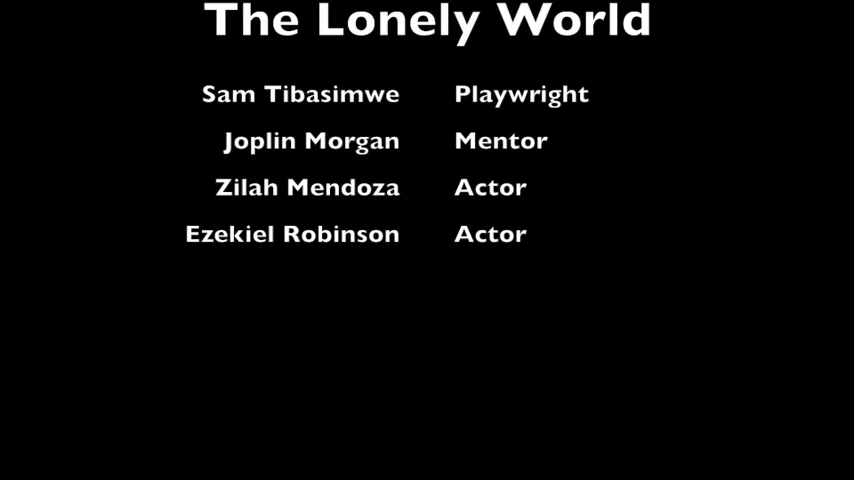 The Lonely World
Sam Tibasimwe Playwright
Joplin Morgan Mentor
Zilah Mendoza Actor
Ezekiel Robinson Actor